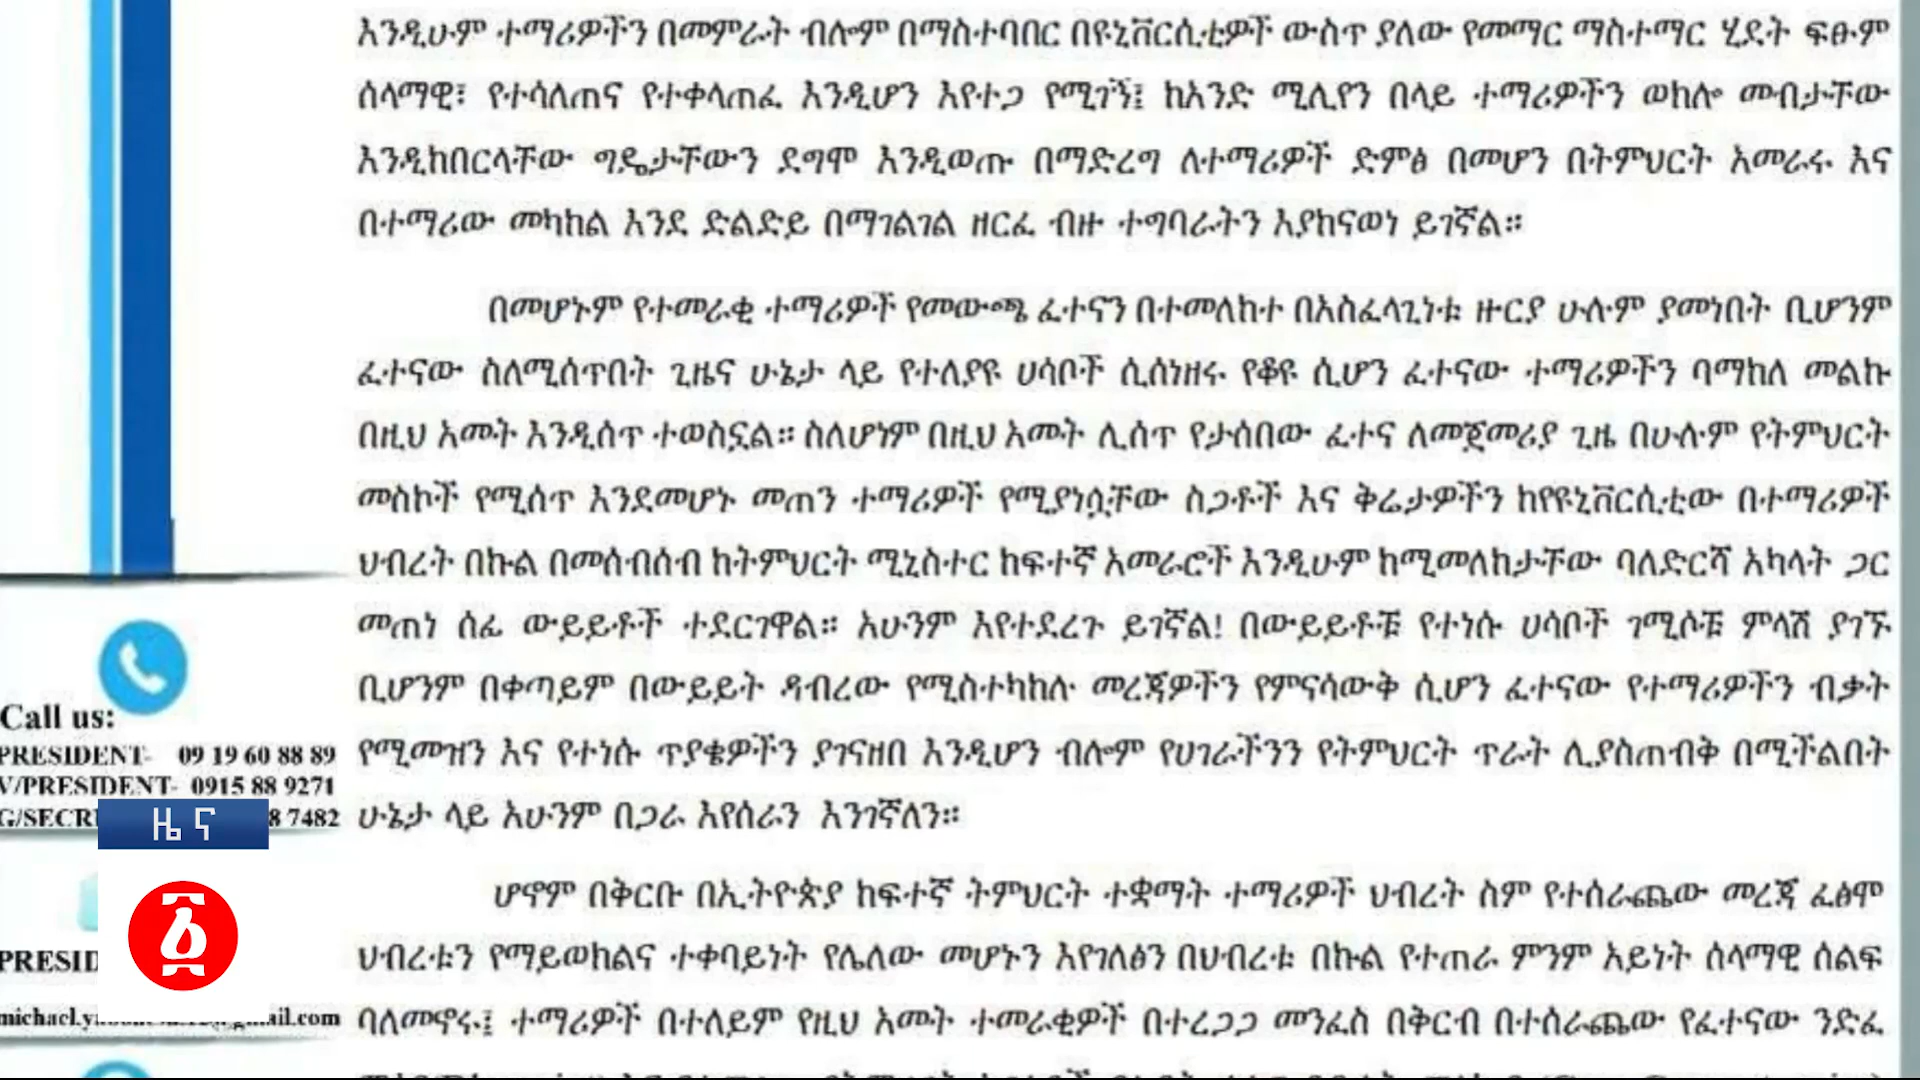 እንዲሁም ተማሪዎችን በመምራት ብሎም በማስተባበር በዩኒቨርሲቲዎች ውስጥ ያለው የመማር ማስተማር ሂደት ፍፁም
ሰላማዊ፣ የተሳለጠና የተቀላጠፈ እንዲሆን እየተጋ የሚገኝ፤ ከአንድ ሚሊየን በላይ ተማሪዎችን ወክሎ መብታቸው
እንዲከበርላቸው ግዴታቸውን ደግሞ እንዲወጡ በማድረግ ለተማሪዎች ድምፅ በመሆን በትምህርት አመራሩ እና
በተማሪው መካከል እንደ ድልድይ በማገልገል ዘርፈ ብዙ ተግባራትን እያከናወነ ይገኛል።
በመሆኑም የተመራቂ ተማሪዎች የመውጫ ፈተናን በተመለከተ በአስፈላጊነቱ ዙርያ ሁሉም ያመነበት ቢሆንም
ፈተናው ስለሚሰጥበት ጊዜና ሁኔታ ላይ የተለያዩ ሀሳቦች ሲሰነዘሩ የቆዩ ሲሆን ፈተናው ተማሪዎችን ባማከለ መልኩ
በዚህ አመት እንዲሰጥ ተወስኗል። ስለሆነም በዚህ አመት ሊሰጥ የታሰበው ፈተና ለመጀመሪያ ጊዜ በሁሉም የትምህርት
መስኮች የሚሰጥ እንደመሆኑ መጠን ተማሪዎች የሚያነሷቸው ስጋቶች እና ቅሬታዎችን ከየዩኒቨርሲቲው በተማሪዎች
ህብረት በኩል በመሰብሰብ ከትምህርት ሚኒስተር ከፍተኛ አመራሮች እንዲሁም ከሚመለከታቸው ባለድርሻ አካላት ጋር
መጠነ ሰፊ ውይይቶች ተደርገዋል። አሁንም እየተደረጉ ይገኛል! በውይይቶቹ የተነሱ ሀሳቦች ገሚሶቹ ምላሽ ያገኙ
ቢሆንም በቀጣይም በውይይት ዳብረው የሚስተካከሉ መረጃዎችን የምናሳውቅ ሲሆን ፈተናው የተማሪዎችን ብቃት
የሚመዝን እና የተነሱ ጥያቄዎችን ያገናዘበ እንዲሆን ብሎም የሀገራችንን የትምህርት ጥራት ሊያስጠብቅ በሚችልበት
ሁኔታ ላይ አሁንም በጋራ እየሰራን እንገኛለን።
ሆኖም በቅርቡ በኢትዮጵያ ከፍተኛ ትምህርት ተቋማት ተማሪዎች ህብረት ስም የተሰራጨው መረጃ ፈፅሞ
ህብረቱን የማይወክልና ተቀባይነት የሌለው መሆኑን እየገለፅን በህብረቱ በኩል የተጠራ ምንም አይነት ሰላማዊ ሰልፍ
ባለመኖሩ፤ ተማሪዎች በተለይም የዚህ አመት ተመራቂዎች በተረጋጋ መንፈስ በቅርብ በተሰራጨው የፈተናው ንድፈ
Call us:
PRESIDENT- 09 19 60 88 89
V/PRESIDENT- 0915 88 9271
G/SECR 8 7482
ዜና
PRESID
ail.com